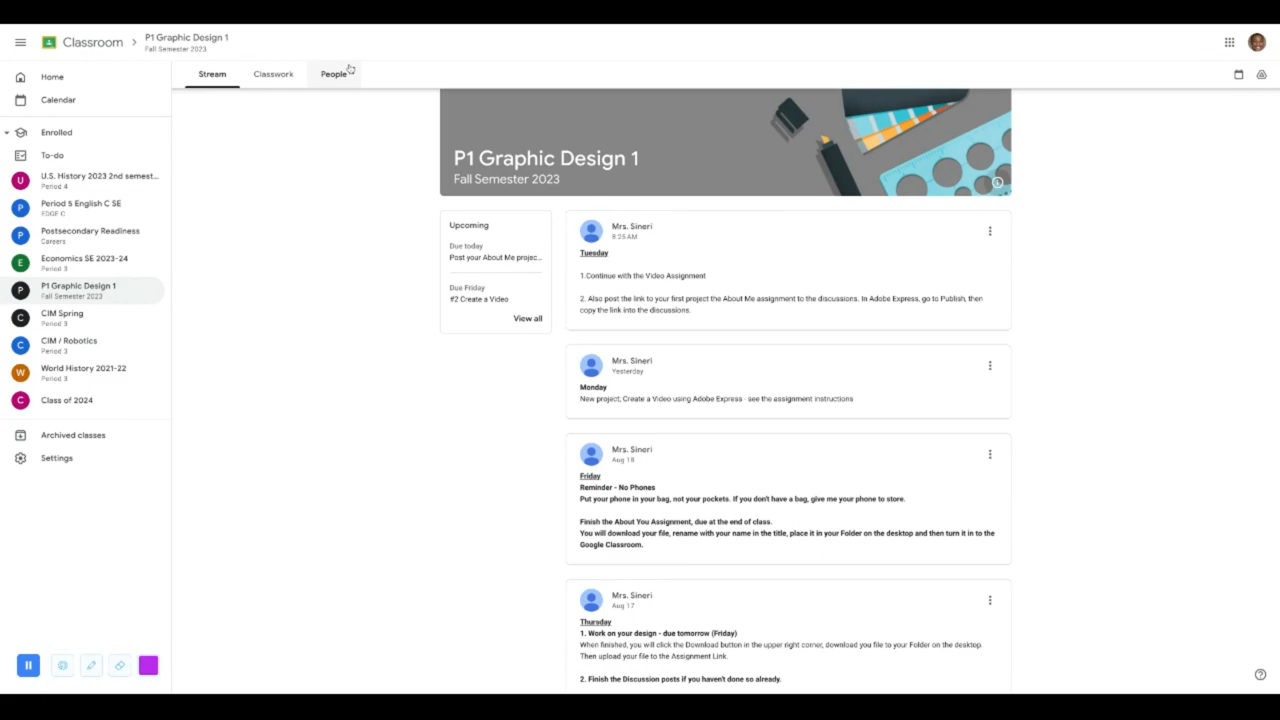 Classroom
P1 Graphic Design 1
Fall Semester 2023
Stream
Classwork
People
Home
Calendar
Enrolled
To-do
U
U.S. History 2023 2nd semest...
Period 4
P
Period 5 English C SE
EDGE C
P
Postsecondary Readiness
Careers
E
Economics SE 2023-24
Period 3
P
P1 Graphic Design 1
Fall Semester 2023
C
CIM Spring
Period 3
C
CIM / Robotics
Period 3
W
World History 2021-22
Period 3
C
Class of 2024
Archived classes
Settings
P1 Graphic Design 1
Fall Semester 2023
Upcoming
Due today
Post your About Me projec...
Due Friday
#2 Create a Video
View all
Mrs. Sineri
8:25 AM
Tuesday
1.Continue with the Video Assignment
2. Also post the link to your first project the About Me assignment to the discussions. In Adobe Express, go to Publish, then
copy the link into the discussions.
Mrs. Sineri
Yesterday
Monday
New project; Create a Video using Adobe Express - see the assignment instructions
Mrs. Sineri
Aug 18
Friday
Reminder - No Phones
Put your phone in your bag, not your pockets. If you don't have a bag, give me your phone to store.
Finish the About You Assignment, due at the end of class.
You will download your file, rename with your name in the title, place it in your Folder on the desktop and then turn it in to the
Google Classroom.
Mrs. Sineri
Aug 17
Thursday
1. Work on your design - due tomorrow (Friday)
When finished, you will click the Download button in the upper right corner, download you file to your Folder on the desktop.
Then upload your file to the Assignment Link.
2. Finish the Discussion posts if you haven't done so already.